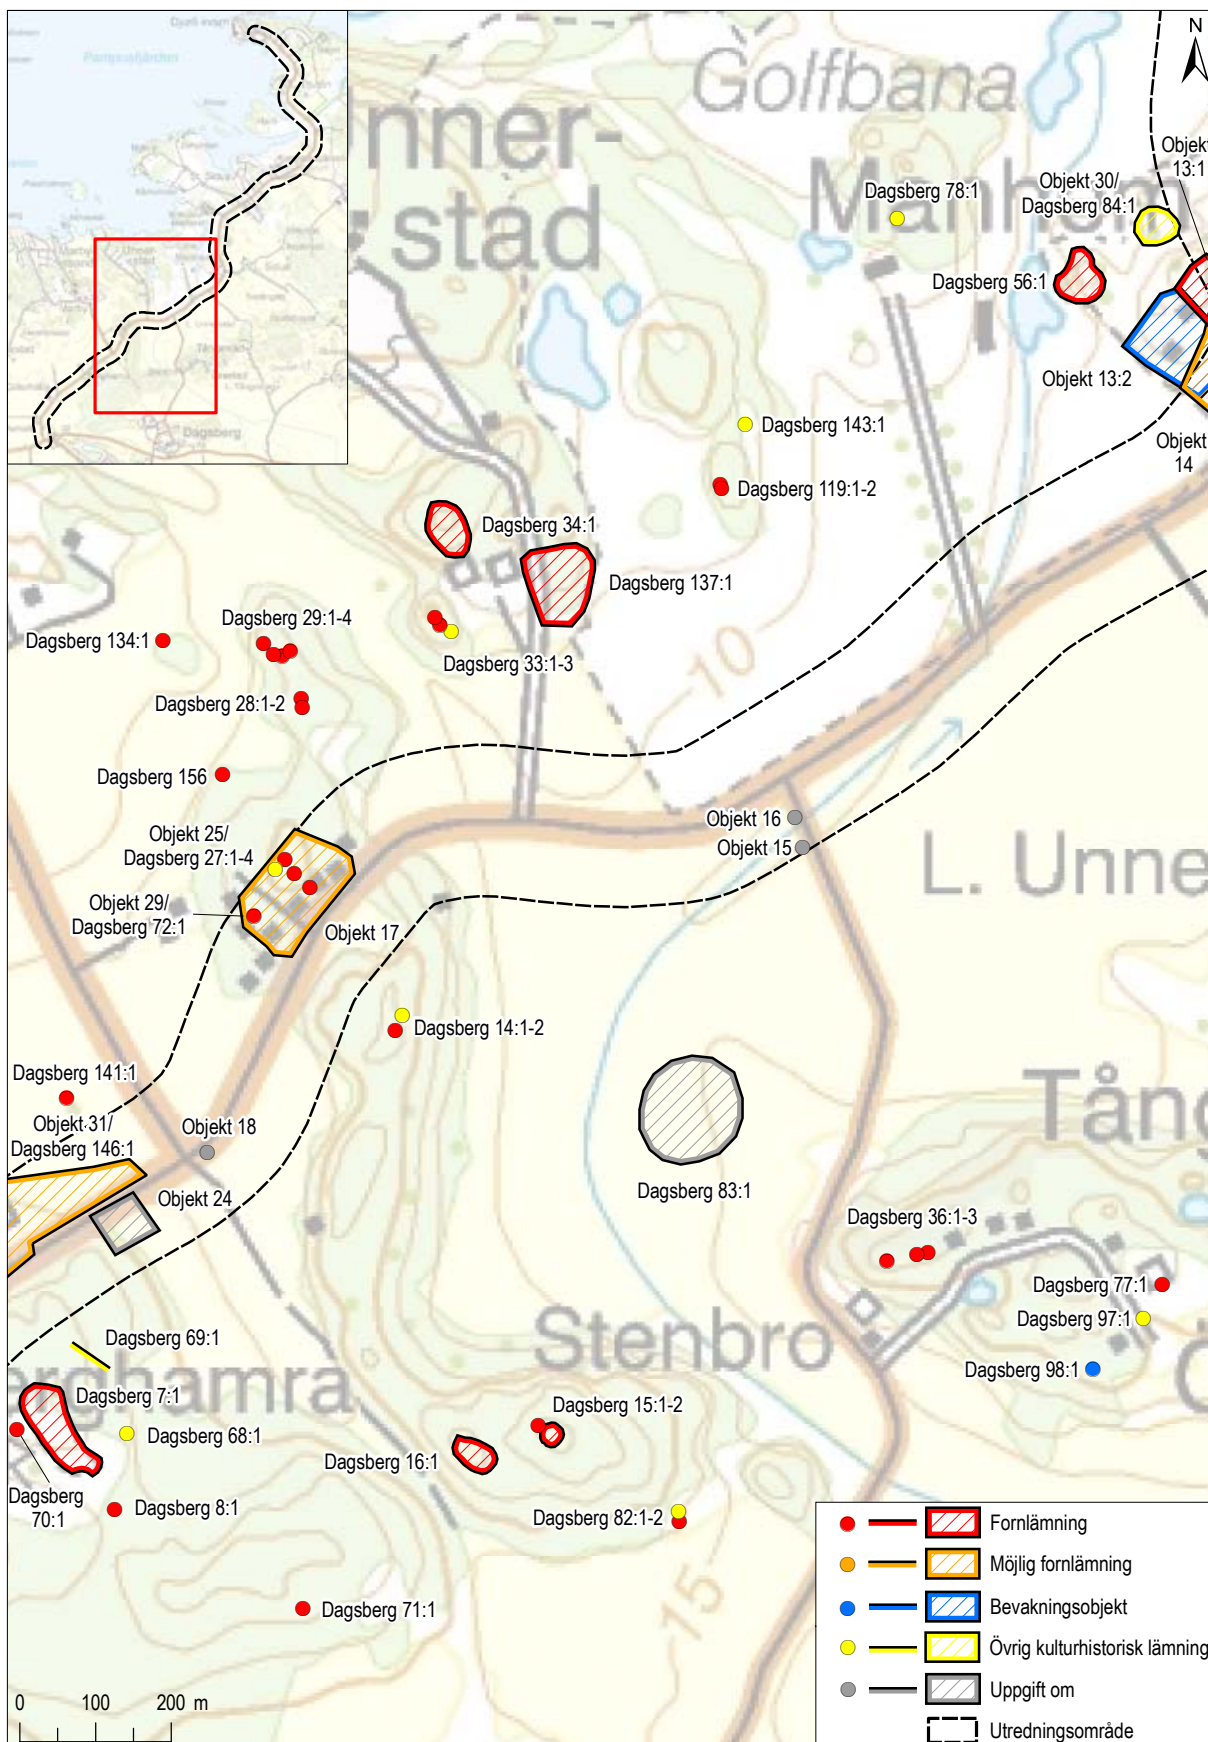 N
Golfbana
Unner-
stad
Manhem
Dagsberg 78:1
Objekt 30/
Dagsberg 84:1
Objekt
13:1
Dagsberg 56:1
Objekt 13:2
Objekt
14
Dagsberg
Dagsberg 143:1
Dagsberg 119:1-2
Dagsberg 34:1
Dagsberg 137:1
Dagsberg 29:1-4
Dagsberg 134:1
Dagsberg 33:1-3
10
Dagsberg 28:1-2
Dagsberg 156
Objekt 25/
Dagsberg 27:1-4
Objekt 29/
Dagsberg 72:1
Objekt 17
Objekt 16
Objekt 15
L. Unne
Dagsberg 14:1-2
Dagsberg 141:1
Objekt 31/
Dagsberg 146:1
Objekt 18
Objekt 24
Tång
Dagsberg 83:1
Dagsberg 36:1-3
Dagsberg 77:1
Dagsberg 97:1
Dagsberg 98:1
Stenbro
Dagsberg 69:1
erghamra
Dagsberg 7:1
Dagsberg 68:1
Dagsberg 15:1-2
Dagsberg 16:1
Dagsberg
70:1
Dagsberg 8:1
Dagsberg 82:1-2
Dagsberg 71:1
15
Fornlämning
Möjlig fornlämning
Bevakningsobjekt
Övrig kulturhistorisk lämning
Uppgift om
Utredningsområde
0 100 200 m